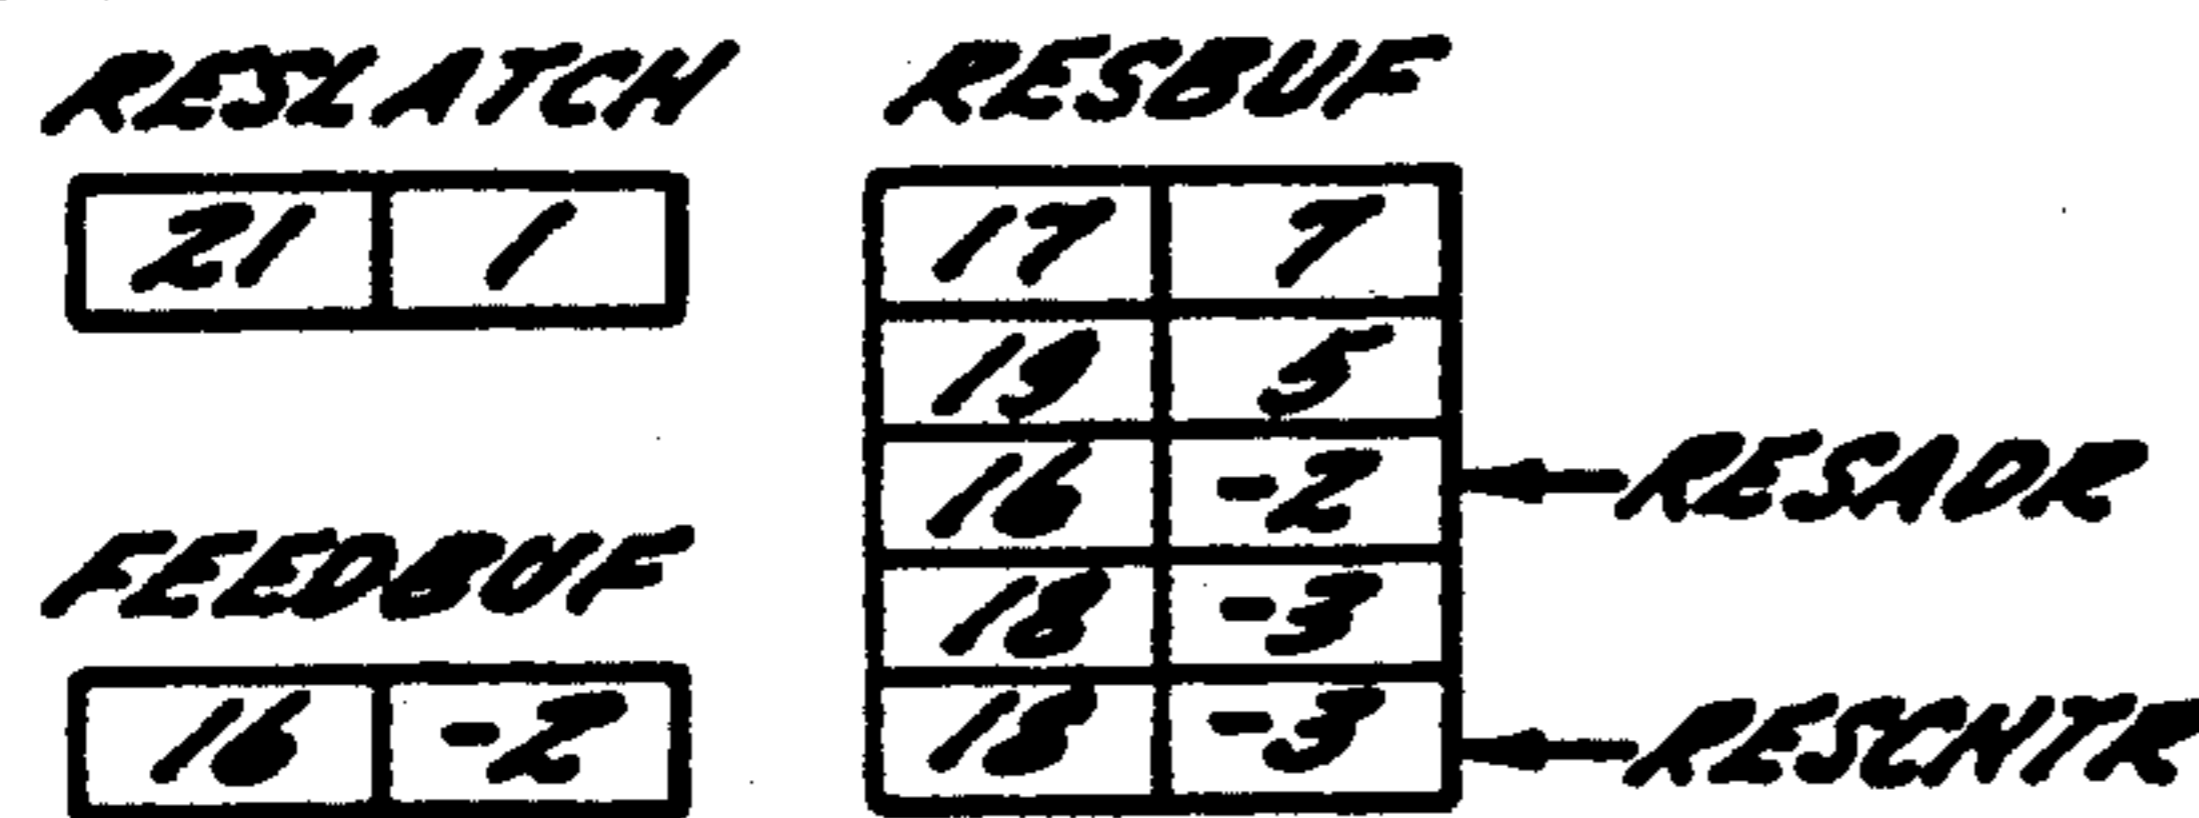 RESLATCH RESBUF
21 1 17 7
19 5
16 -2 RESADR
18 -3
FEEDBUF
16 -2 18 -3 RESCNTR